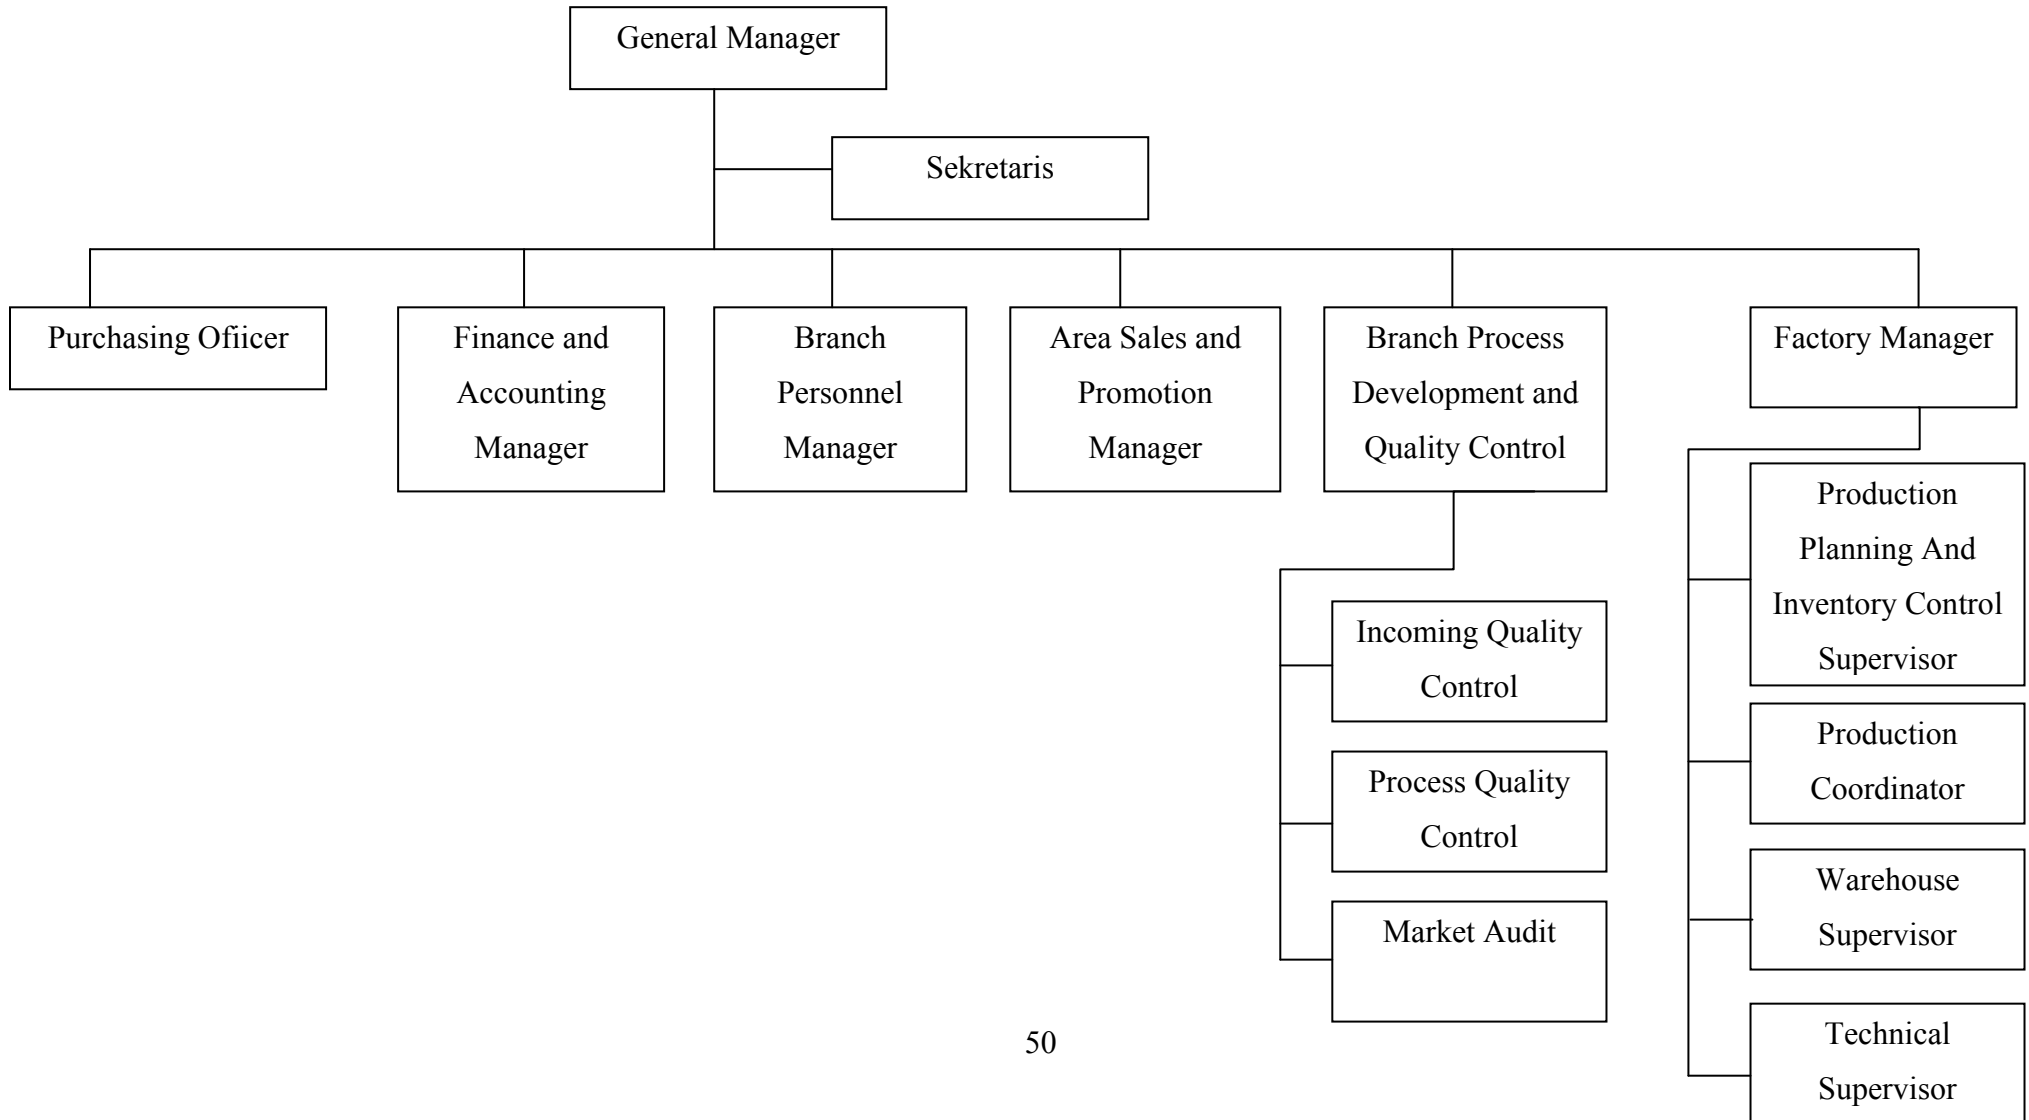 General Manager
Sekretaris
Purchasing Ofiicer
Finance and
Accounting
Manager
Branch
Personnel
Manager
Area Sales and
Promotion
Manager
Branch Process
Development and
Quality Control
Factory Manager
Incoming Quality
Control
Process Quality
Control
Market Audit
Production
Planning And
Inventory Control
Supervisor
Production
Coordinator
Warehouse
Supervisor
Technical
Supervisor
50